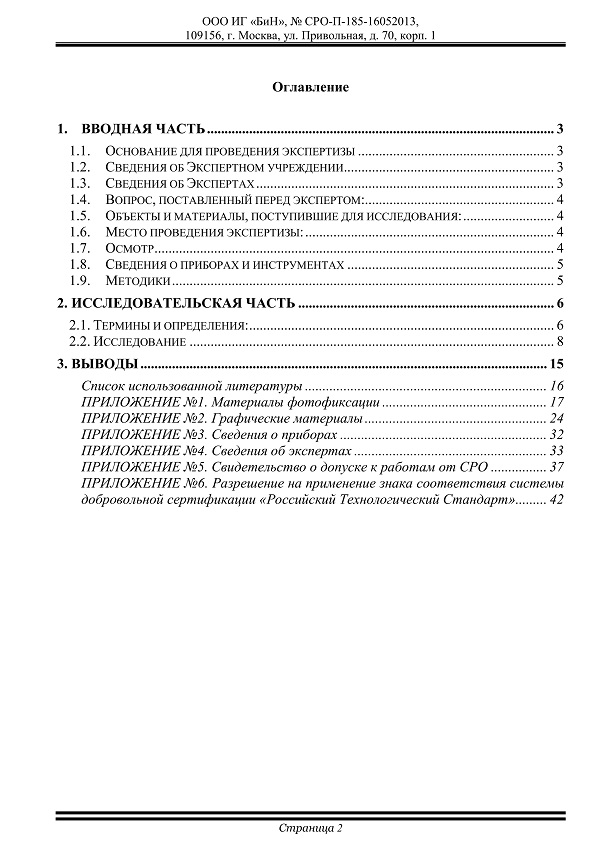 ООО ИГ «БиН», № СРО-П-185-16052013,
109156, г. Москва, ул. Привольная, д. 70, корп. 1
Оглавление
1. ВВОДНАЯ ЧАСТЬ 3
1.1. Основание для проведения экспертизы 3
1.2. Сведения об Экспертном учреждении 3
1.3. Сведения об Экспертах 3
1.4. Вопрос, поставленный перед экспертом: 4
1.5. Объекты и материалы, поступившие для исследования: 4
1.6. Место проведения экспертизы: 4
1.7. Осмотр 4
1.8. Сведения о приборах и инструментах 5
1.9. Методики 5
2. ИССЛЕДОВАТЕЛЬСКАЯ ЧАСТЬ 6
2.1. Термины и определения: 6
2.2. Исследование 8
3. ВЫВОДЫ 15
Список использованной литературы 16
ПРИЛОЖЕНИЕ №1. Материалы фотофиксации 17
ПРИЛОЖЕНИЕ №2. Графические материалы 24
ПРИЛОЖЕНИЕ №3. Сведения о приборах 32
ПРИЛОЖЕНИЕ №4. Сведения об экспертах 33
ПРИЛОЖЕНИЕ №5. Свидетельство о допуске к работам от СРО 37
ПРИЛОЖЕНИЕ №6. Разрешение на применение знака соответствия системы
добровольной сертификации «Российский Технологический Стандарт» 42
Страница 2